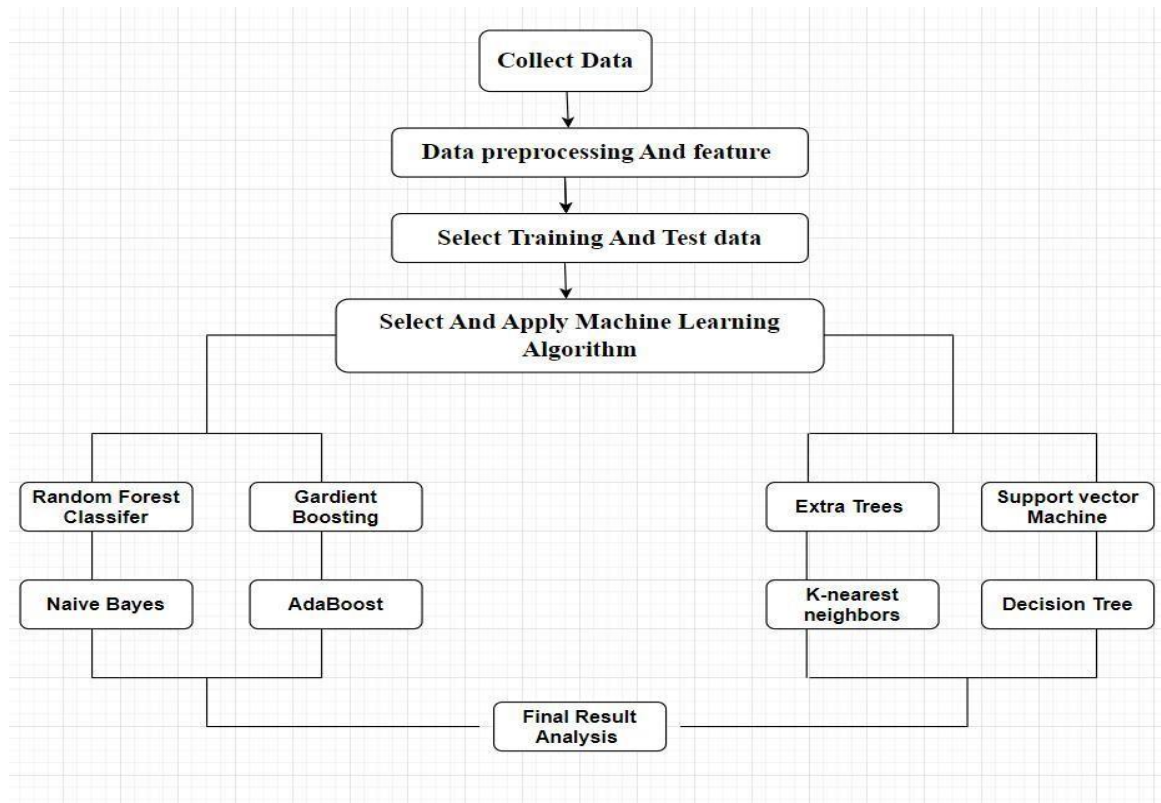 Collect Data
Data preprocessing And feature
Select Training And Test data
Select And Apply Machine Learning
Algorithm
Random Forest
Classifer
Gardient
Boosting
Extra Trees
Support vector
Machine
Naive Bayes
AdaBoost
K-nearest
neighbors
Decision Tree
Final Result
Analysis